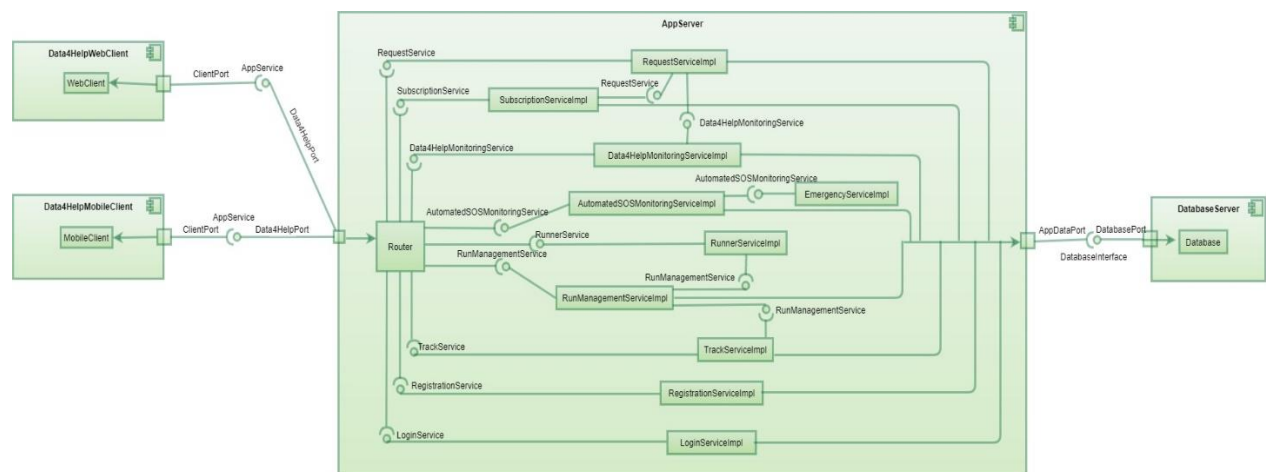 AppServer
Data4HelpWebClient
WebClient
ClientPort
AppService
Data4HelpPort
Data4HelpMobileClient
MobileClient
ClientPort
AppService
Data4HelpPort
Router
RequestService
RequestServiceImpl
RequestService
SubscriptionService
SubscriptionServiceImpl
Data4HelpMonitoringService
Data4HelpMonitoringService
Data4HelpMonitoringServiceImpl
AutomatedSOSMonitoringService
EmergencyServiceImpl
AutomatedSOSMonitoringService
AutomatedSOSMonitoringServiceImpl
RunnerService
RunnerServiceImpl
RunManagementService
RunManagementService
RunManagementServiceImpl
RunManagementService
TrackService
TrackServiceImpl
RegistrationService
RegistrationServiceImpl
LoginService
LoginServiceImpl
AppDataPort
DatabasePort
DatabaseInterface
DatabaseServer
Database